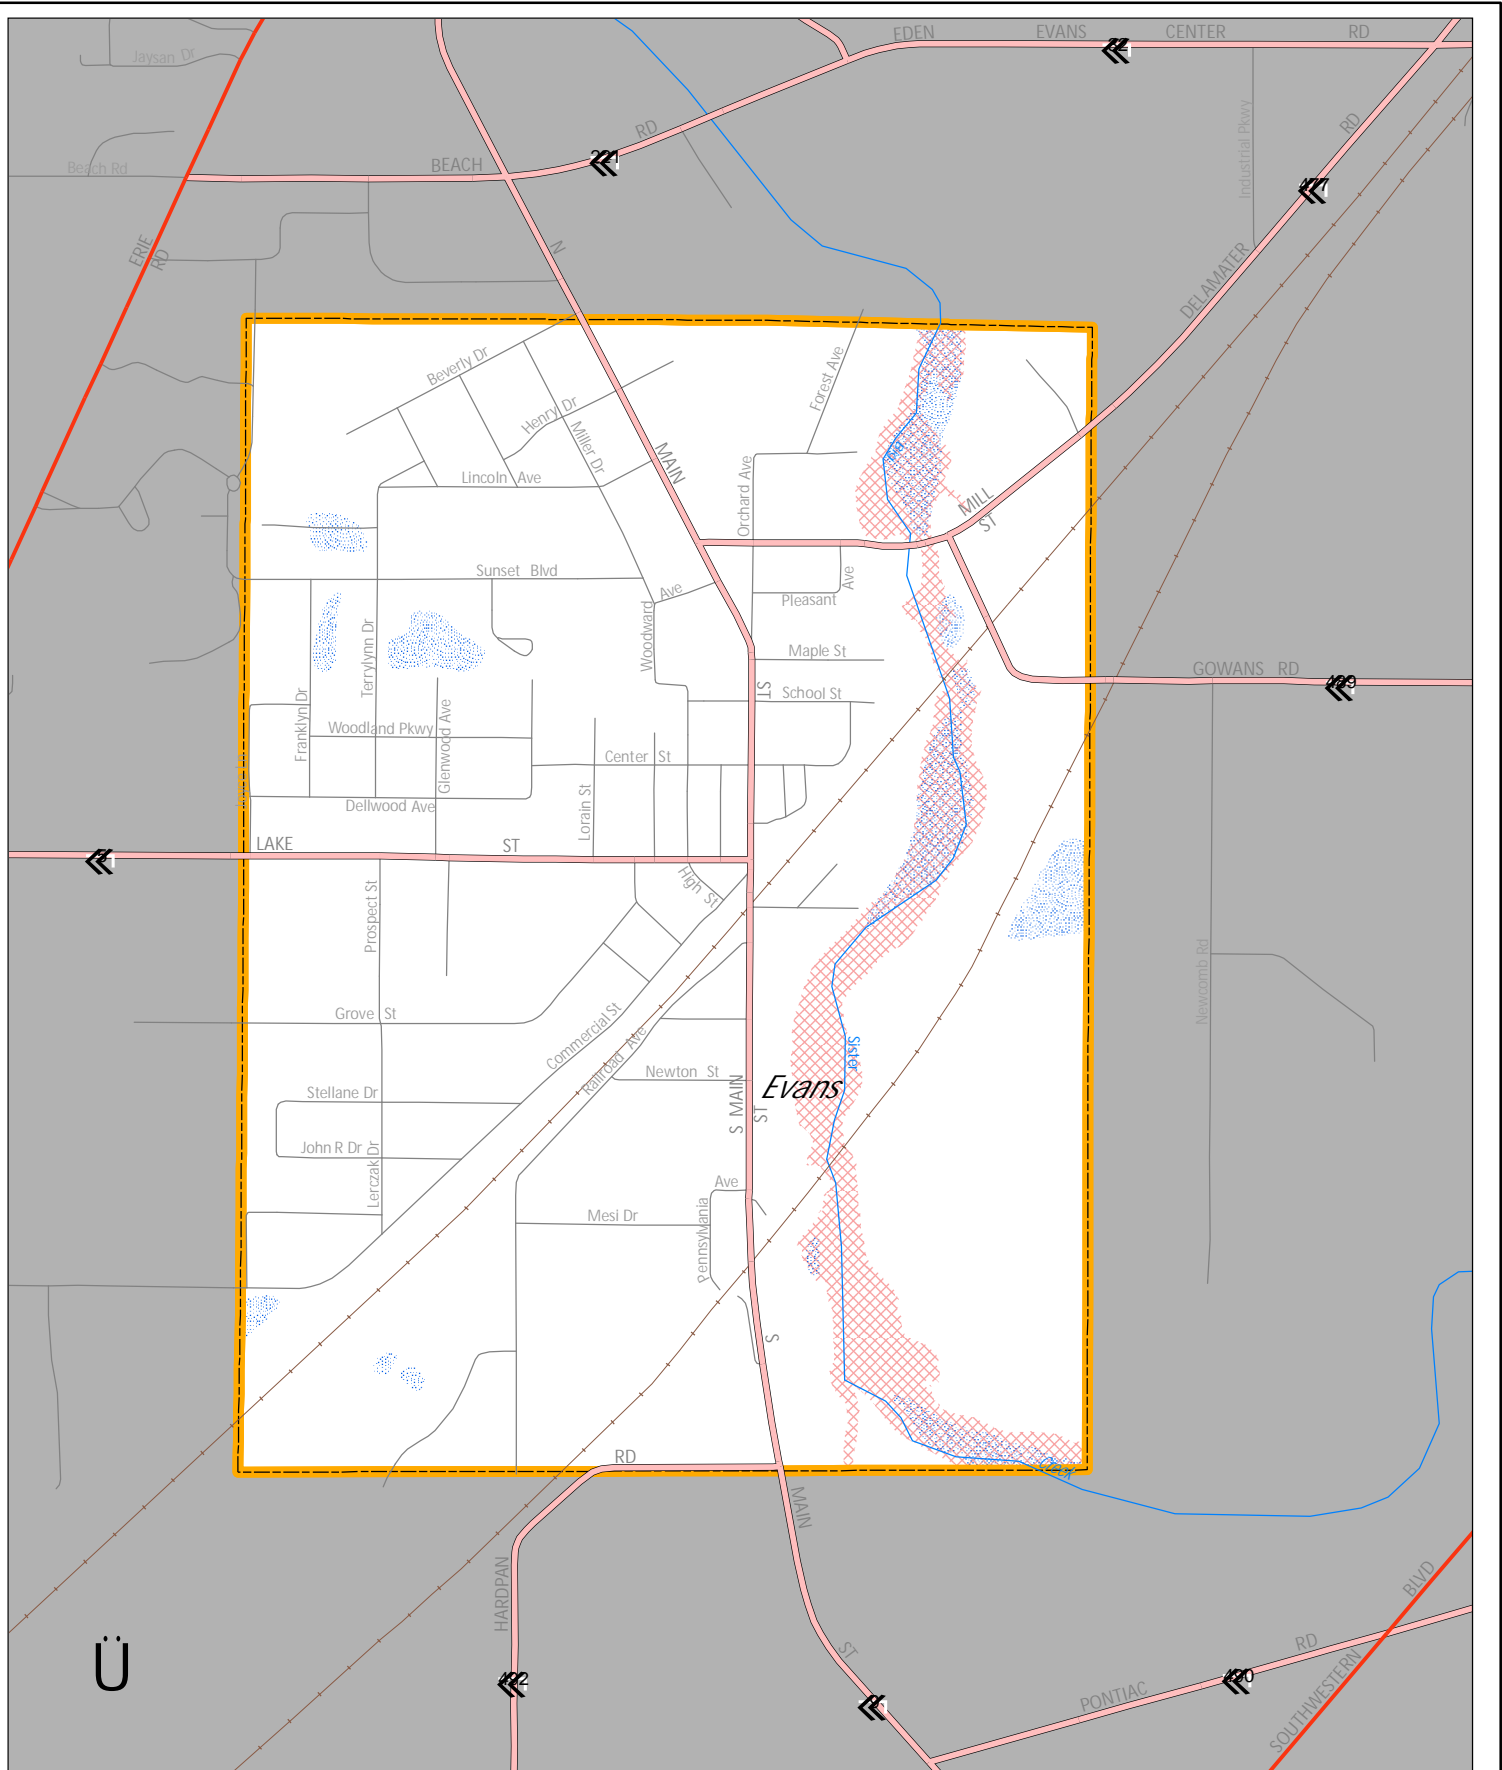 EDEN EVANS CENTER RD
Jaysan Dr
RD
RD
Industrial Pkwy
BEACH
Beach Rd
477
N
ERIE
RD
DELAMATER
Beverly Dr
Forest Ave
Henry Dr
Miller Dr
MAIN
Lincoln Ave
Orchard Ave
Big
MILL
ST
Sunset Blvd
Ave
Ave
Pleasant
Woodward
Terrylynn Dr
Maple St
GOWANS RD
ST
School St
Franklyn Dr
Woodland Pkwy
Glenwood Ave
Center St
Dellwood Ave
Lorain St
LAKE ST
High St
Prospect St
Newcomb Rd
Grove St
Commercial St
Railroad Ave
Sister
Newton St
Evans
S MAIN
ST
Stellane Dr
John R Dr
Lerczak Dr
Ave
Pennsylvania
Mesi Dr
S
RD
Creek
MAIN
HARDPAN
BLVD
ST
RD
PONTIAC
SOUTHWESTERN
Ü